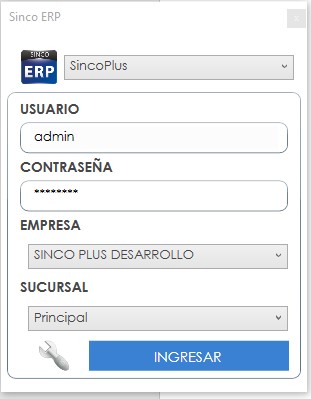 Sinco ERP
SINCO
ERP
SincoPlus
USUARIO
admin
CONTRASEÑA
********
EMPRESA
SINCO PLUS DESARROLLO
SUCURSAL
Principal
INGRESAR